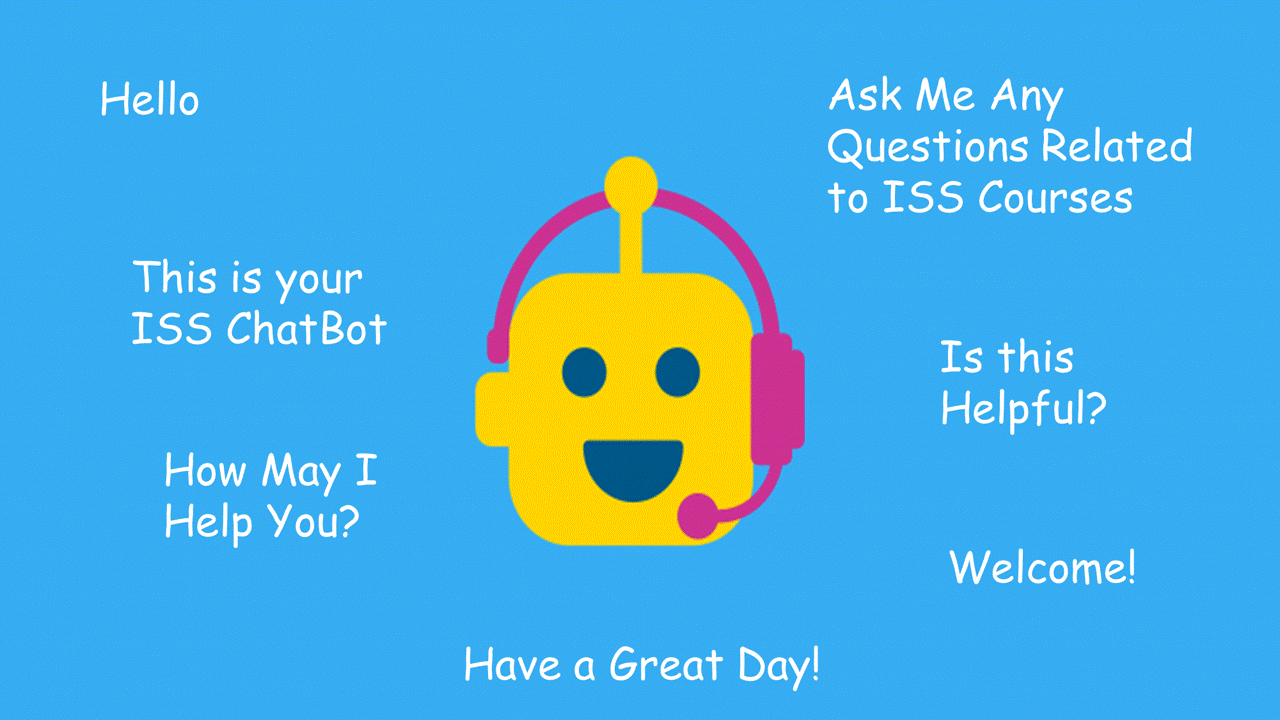 Hello
This is your
ISS ChatBot
How May I
Help You?
Ask Me Any
Questions Related
to ISS Courses
Is this
Helpful?
Welcome!
Have a Great Day!